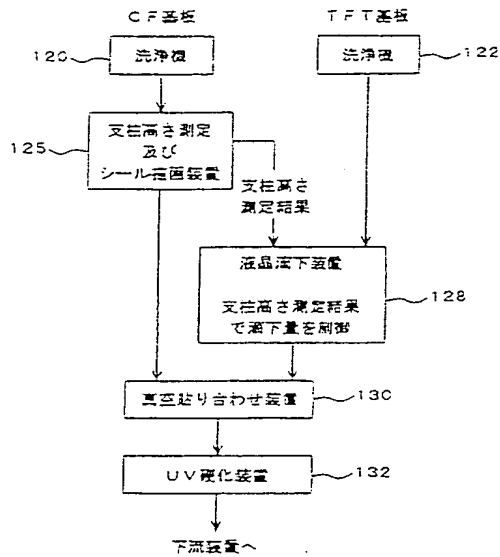 CF基板
TFT基板
120
洗浄機
洗浄機
122
125
支柱高さ測定
及び
シール描画装置
支柱高さ
測定結果
液晶滴下装置
支柱高さ測定結果
で滴下量を制御
128
真空貼り合わせ装置
130
UV硬化装置
132
下流装置へ